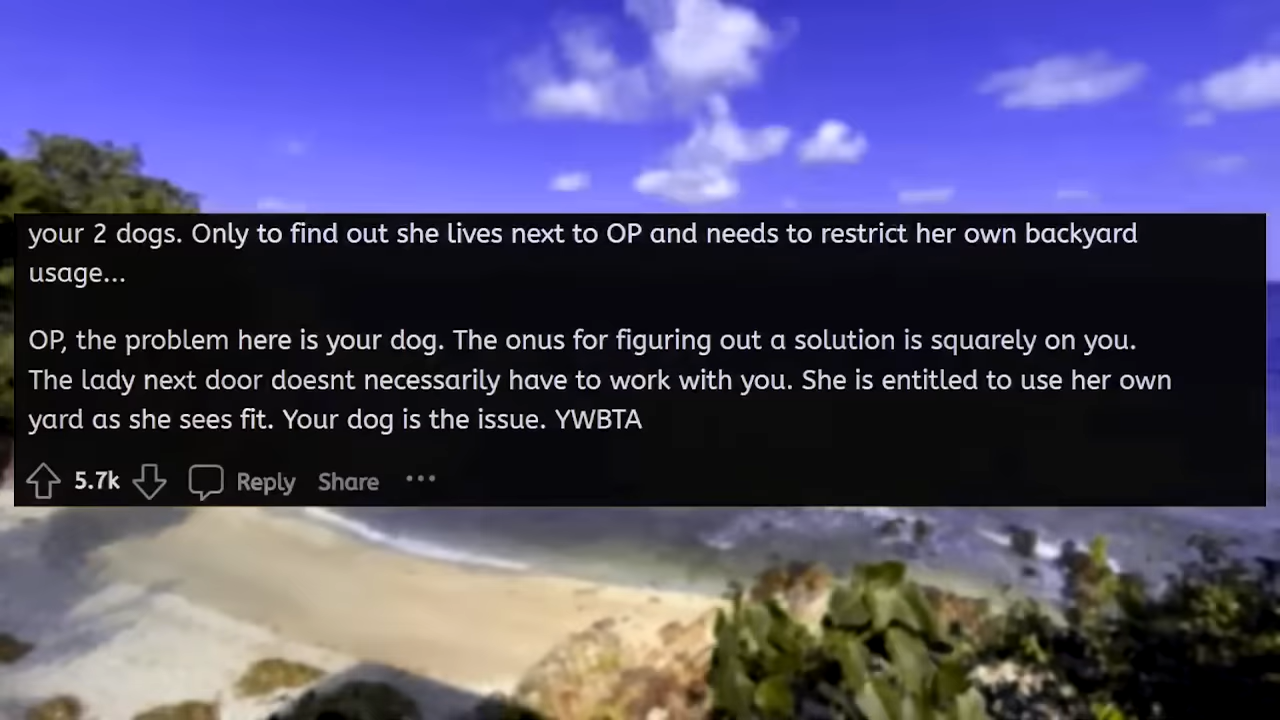 your 2 dogs. Only to find out she lives next to OP and needs to restrict her own backyard
usage...
OP, the problem here is your dog. The onus for figuring out a solution is squarely on you.
The lady next door doesnt necessarily have to work with you. She is entitled to use her own
yard as she sees fit. Your dog is the issue. YWBTA
5.7k Reply Share ...